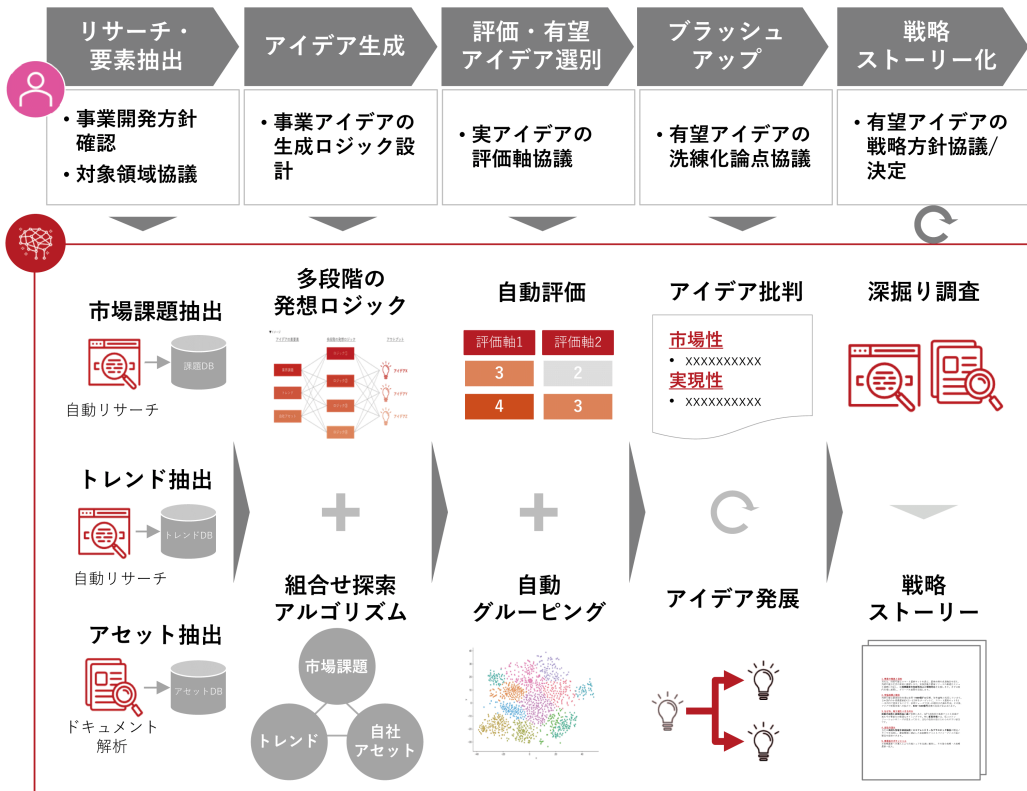 リサーチ・
要素抽出
アイデア生成
評価・有望
アイデア選別
ブラッシュ
アップ
戦略
ストーリー化
・事業開発方針
確認
・対象領域協議
・事業アイデアの
生成ロジック設
計
・実アイデアの
評価軸協議
・有望アイデアの
洗練化論点協議
・有望アイデアの
戦略方針協議/
決定
市場課題抽出
課題DB
自動リサーチ
トレンド抽出
トレンドDB
自動リサーチ
アセット抽出
アセットDB
ドキュメント
解析
多段階の
発想ロジック
組合せ探索
アルゴリズム
市場課題
トレンド
自社
アセット
自動評価
評価軸1 評価軸2
3 2
4 3
自動
グルーピング
アイデア批判
市場性
• xxxxxxxxxx
実現性
• xxxxxxxxxx
アイデア発展
深掘り調査
戦略
ストーリー